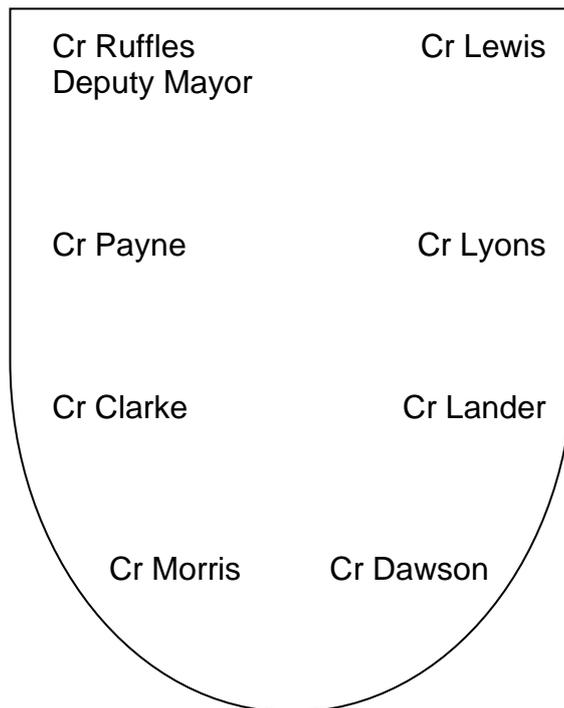 Cr Ruffles Cr Lewis
Deputy Mayor
Cr Payne Cr Lyons
Cr Clarke Cr Lander
Cr Morris Cr Dawson